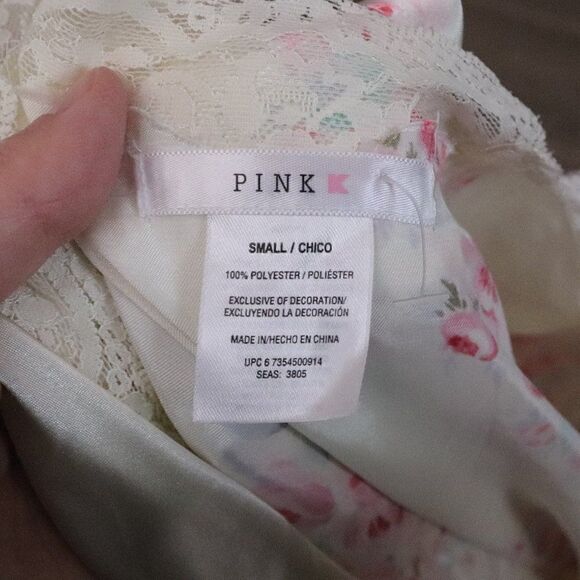 PINK K
SMALL / CHICO
100% POLYESTER / POLIÉSTER
EXCLUSIVE OF DECORATION/
EXCLUYENDO LA DECORACIÓN
MADE IN/HECHO EN CHINA
UPC 6 7354500914
SEAS: 3805